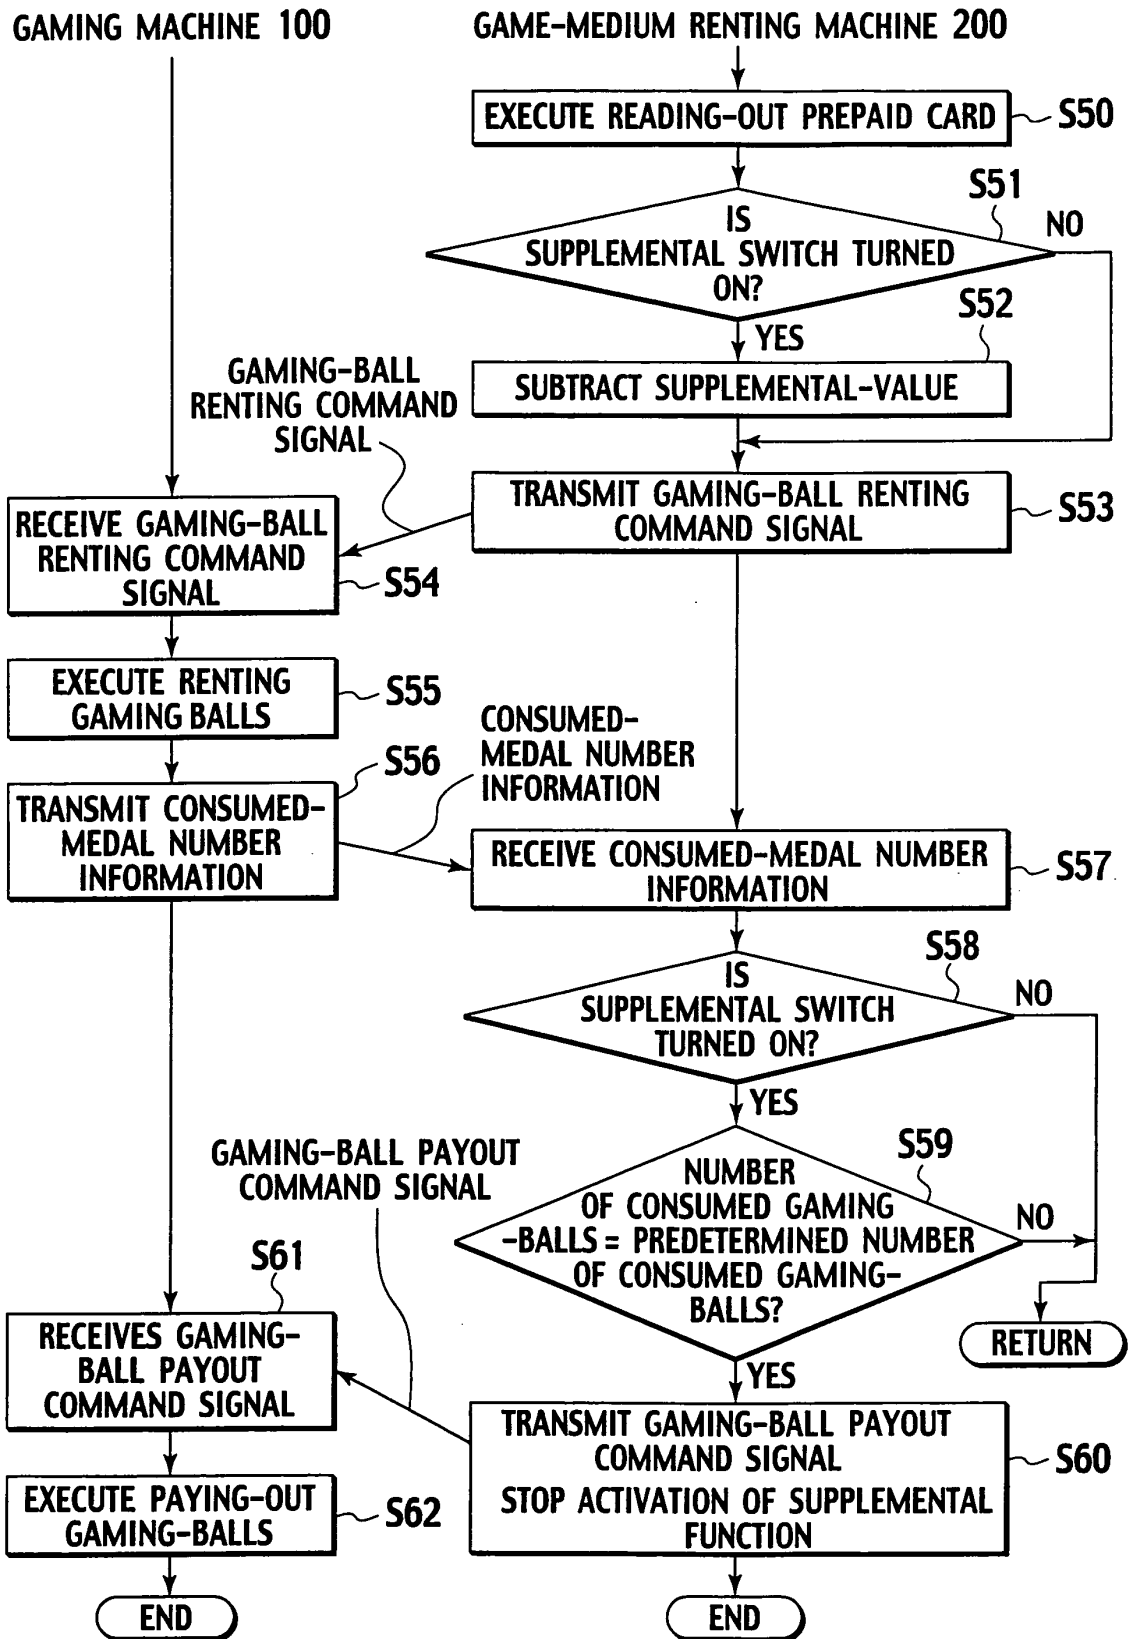 GAMING MACHINE 100
GAME-MEDIUM RENTING MACHINE 200
EXECUTE READING-OUT PREPAID CARD
S50
S51
IS
SUPPLEMENTAL SWITCH TURNED
ON?
NO
YES
S52
SUBTRACT SUPPLEMENTAL-VALUE
GAMING-BALL
RENTING COMMAND
SIGNAL
TRANSMIT GAMING-BALL RENTING
COMMAND SIGNAL
S53
RECEIVE GAMING-BALL
RENTING COMMAND
SIGNAL
S54
EXECUTE RENTING
GAMING BALLS
S55
S56
TRANSMIT CONSUMED-
MEDAL NUMBER
INFORMATION
CONSUMED-
MEDAL NUMBER
INFORMATION
RECEIVE CONSUMED-MEDAL NUMBER
INFORMATION
S57
S58
IS
SUPPLEMENTAL SWITCH
TURNED ON?
NO
YES
S59
NUMBER
OF CONSUMED GAMING
-BALLS = PREDETERMINED NUMBER
OF CONSUMED GAMING-
BALLS?
NO
RETURN
YES
GAMING-BALL PAYOUT
COMMAND SIGNAL
TRANSMIT GAMING-BALL PAYOUT
COMMAND SIGNAL
STOP ACTIVATION OF SUPPLEMENTAL
FUNCTION
S60
S61
RECEIVES GAMING-
BALL PAYOUT
COMMAND SIGNAL
EXECUTE PAYING-OUT
GAMING-BALLS
S62
END
END